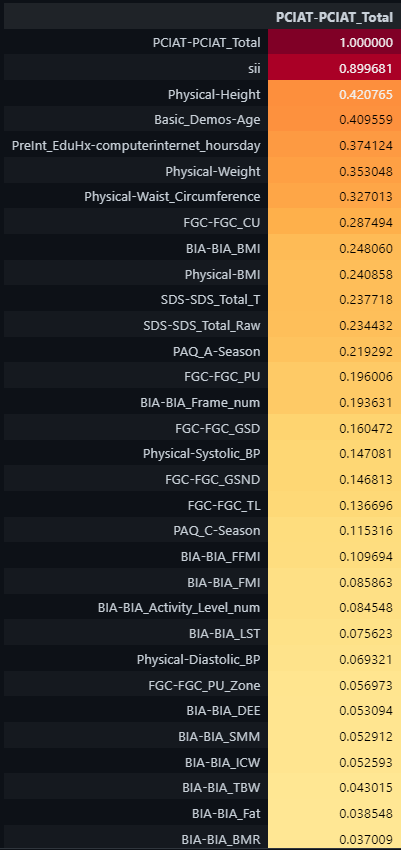 PCIAT-PCIAT_Total
PCIAT-PCIAT_Total 1.000000
sii 0.899681
Physical-Height 0.420765
Basic_Demos-Age 0.409559
PreInt_EduHx-computerinternet_hoursday 0.374124
Physical-Weight 0.353048
Physical-Waist_Circumference 0.327013
FGC-FGC_CU 0.287494
BIA-BIA_BMI 0.248060
Physical-BMI 0.240858
SDS-SDS_Total_T 0.237718
SDS-SDS_Total_Raw 0.234432
PAQ_A-Season 0.219292
FGC-FGC_PU 0.196006
BIA-BIA_Frame_num 0.193631
FGC-FGC_GSD 0.160472
Physical-Systolic_BP 0.147081
FGC-FGC_GSND 0.146813
FGC-FGC_TL 0.136696
PAQ_C-Season 0.115316
BIA-BIA_FFMI 0.109694
BIA-BIA_FMI 0.085863
BIA-BIA_Activity_Level_num 0.084548
BIA-BIA_LST 0.075623
Physical-Diastolic_BP 0.069321
FGC-FGC_PU_Zone 0.056973
BIA-BIA_DEE 0.053094
BIA-BIA_SMM 0.052912
BIA-BIA_ICW 0.052593
BIA-BIA_TBW 0.043015
BIA-BIA_Fat 0.038548
BIA-BIA_BMR 0.037009